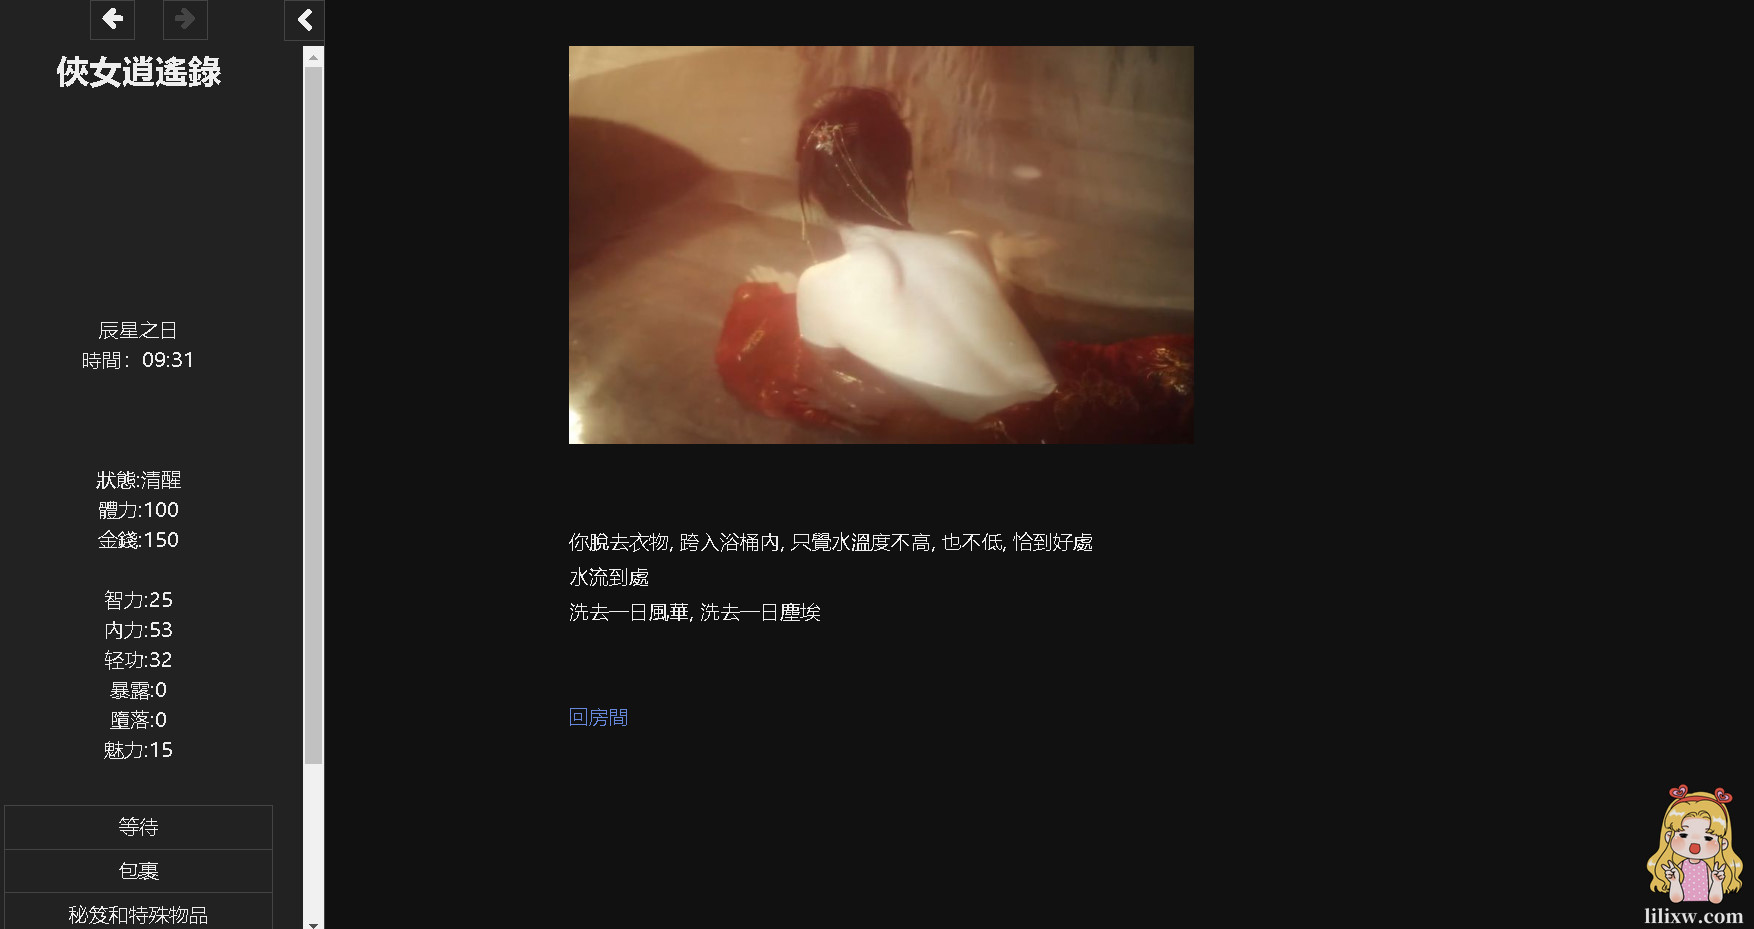 俠女逍遙錄
辰星之日
時間：09:31
狀態:清醒
體力:100
金錢:150
智力:25
內力:53
轻功:32
暴露:0
墮落:0
魅力:15
等待
包裹
秘笈和特殊物品
你脫去衣物, 跨入浴桶內, 只覺水溫度不高, 也不低, 恰到好處
水流到處
洗去一日風華, 洗去一日塵埃
回房間
lilixw.com